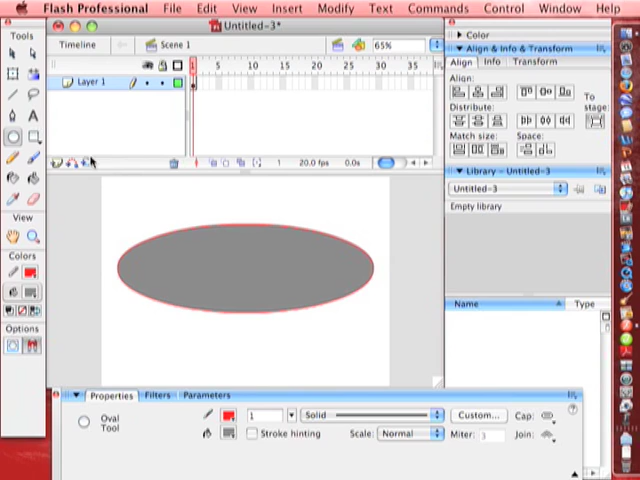 Flash Professional File Edit View Insert Modify Text Commands Control Window Help
Tools
View
Colors
Options
Untitled-3*
Timeline Scene 1 65%
1 5 10 15 20 25 30 35
Layer 1
1 20.0 fps 0.0s
Color
Align & Info & Transform
Align Info Transform
Align:
To stage:
Distribute:
Match size: Space:
Library - Untitled-3
Untitled-3
Empty library
Name Type
Properties Filters Parameters
Oval Tool
1 Solid Custom... Cap:
Stroke hinting Scale: Normal Miter: 3 Join: